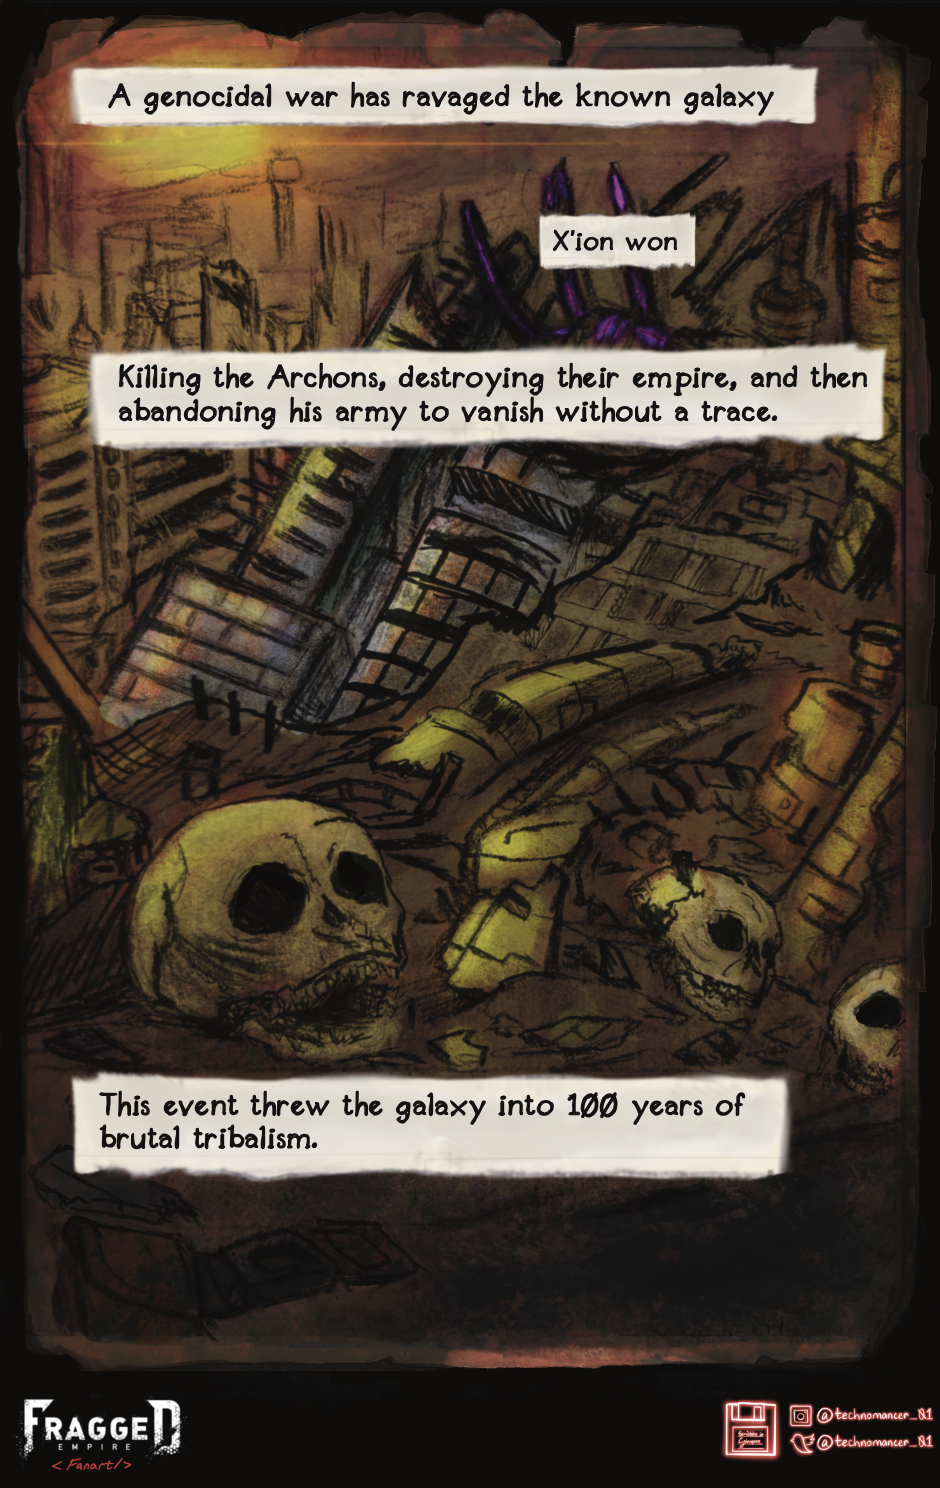 A genocidal war has ravaged the known galaxy
X'ion won
Killing the Archons, destroying their empire, and then
abandoning his army to vanish without a trace.
This event threw the galaxy into 100 years of
brutal tribalism.
FRAGGED
EMPIRE
<Fanart/>
@technomancer_01
@technomancer_01